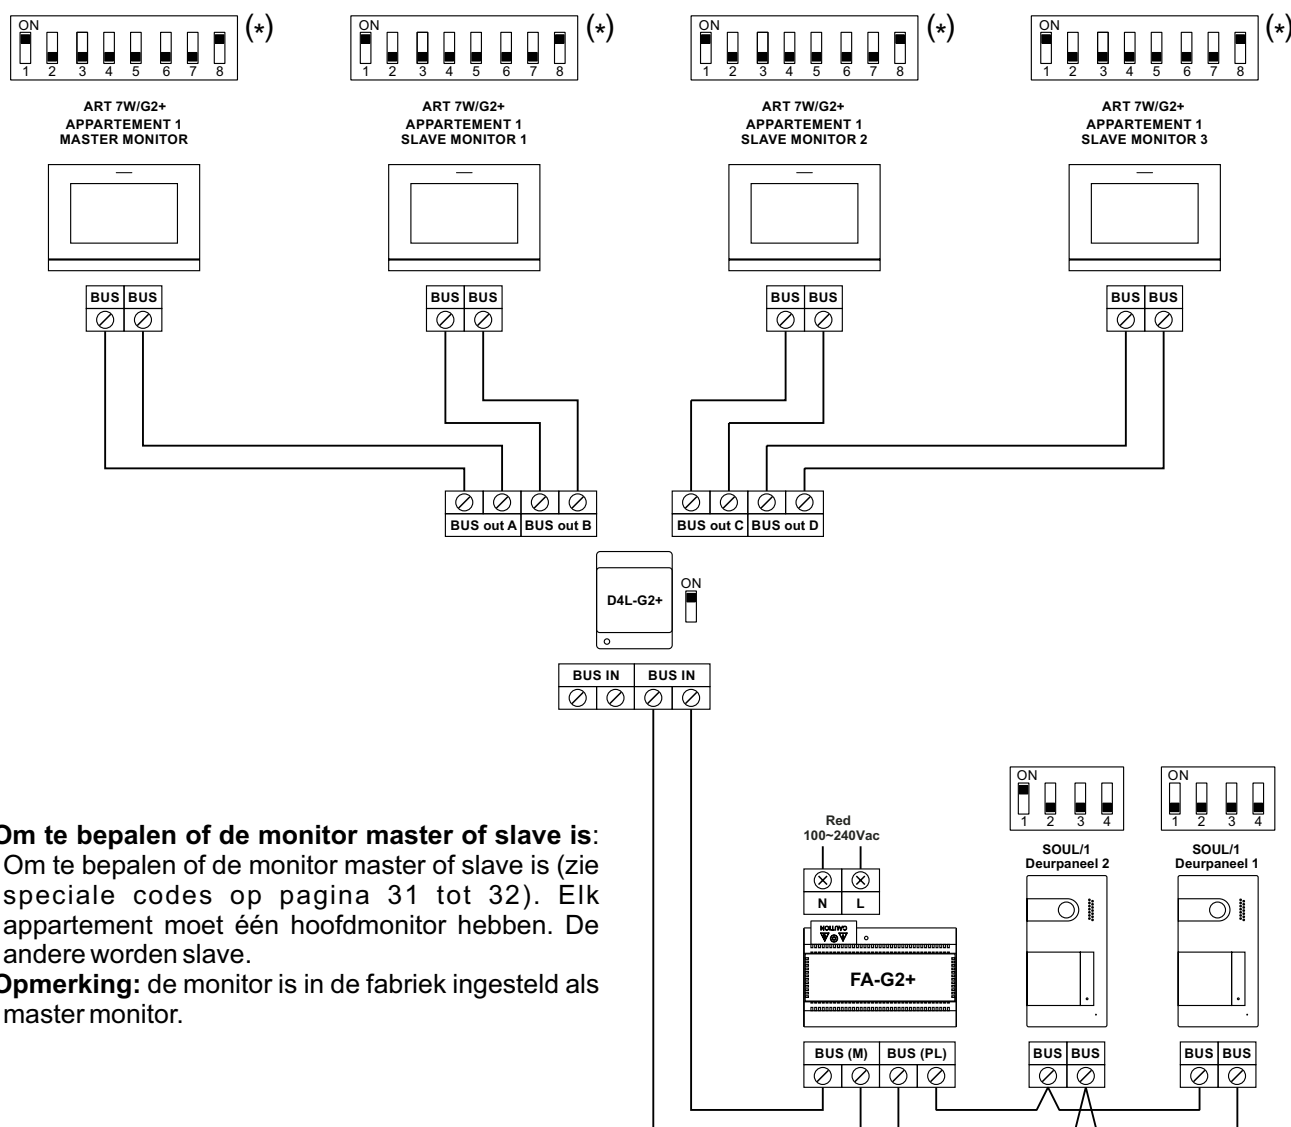 ON ON ON ON
(*) (*) (*) (*)
1 2 3 4 5 6 7 8 1 2 3 4 5 6 7 8 1 2 3 4 5 6 7 8 1 2 3 4 5 6 7 8
ART 7W/G2+ ART 7W/G2+ ART 7W/G2+ ART 7W/G2+
APPARTEMENT 1 APPARTEMENT 1 APPARTEMENT 1 APPARTEMENT 1
MASTER MONITOR SLAVE MONITOR 1 SLAVE MONITOR 2 SLAVE MONITOR 3
BUS BUS BUS BUS BUS BUS BUS BUS
BUS out A BUS out B BUS out C BUS out D
ON
D4L-G2+
BUS IN BUS IN
Om te bepalen of de monitor master of slave is:
Om te bepalen of de monitor master of slave is (zie
speciale codes op pagina 31 tot 32). Elk
appartement moet één hoofdmonitor hebben. De
andere worden slave.
Opmerking: de monitor is in de fabriek ingesteld als
master monitor.
Red
100~240Vac
N L
CAUTION
FA-G2+
BUS (M) BUS (PL)
ON
1 2 3 4
SOUL/1
Deurpaneel 2
BUS BUS
ON
1 2 3 4
SOUL/1
Deurpaneel 1
BUS BUS